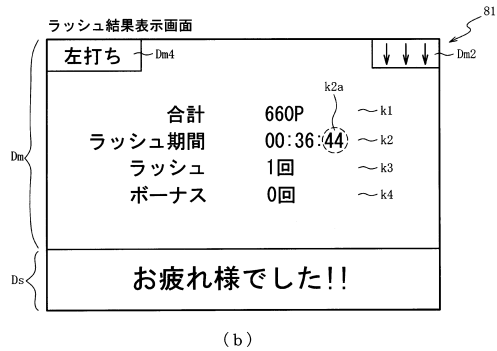 ラッシュ結果表示画面
81
左打ち Dm4
↓ ↓ ↓ Dm2
k2a
合計 660P k1
Dm
ラッシュ期間 00:36:44 k2
ラッシュ 1回 k3
ボーナス 0回 k4
Ds
お疲れ様でした!!
(b)